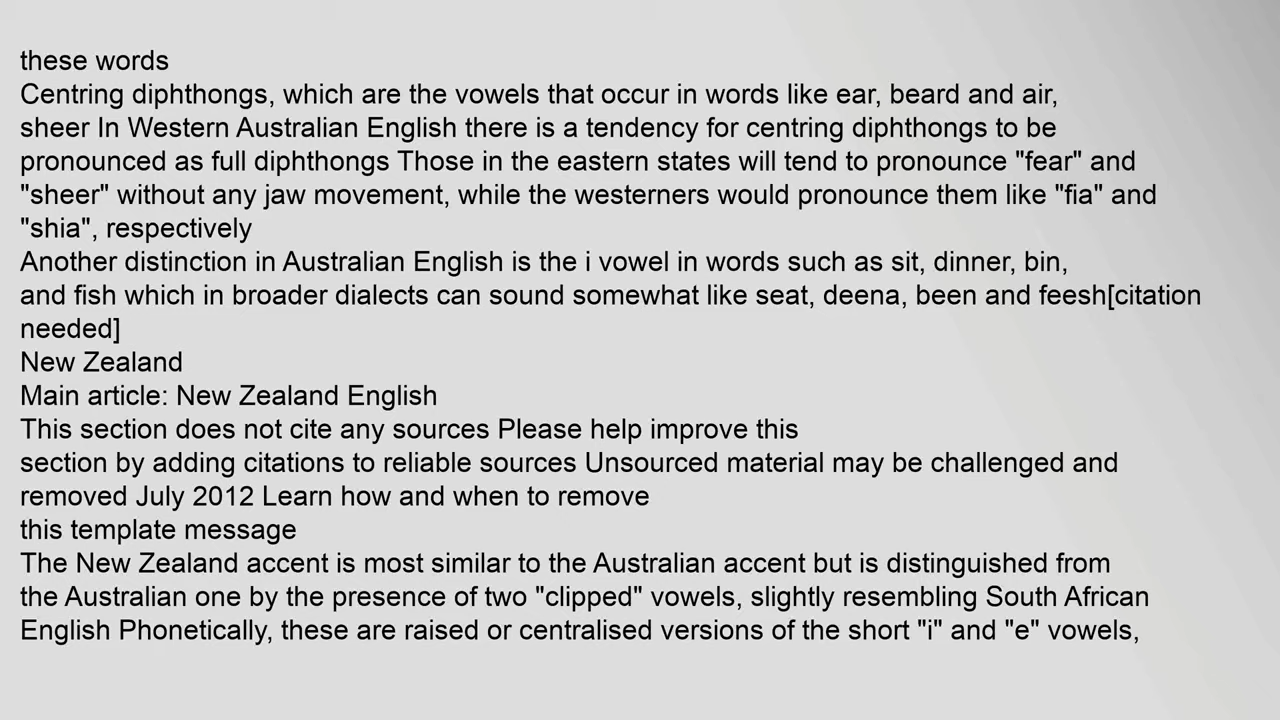 these words
Centring diphthongs, which are the vowels that occur in words like ear, beard and air,
sheer In Western Australian English there is a tendency for centring diphthongs to be
pronounced as full diphthongs Those in the eastern states will tend to pronounce "fear" and
"sheer" without any jaw movement, while the westerners would pronounce them like "fia" and
"shia", respectively
Another distinction in Australian English is the i vowel in words such as sit, dinner, bin,
and fish which in broader dialects can sound somewhat like seat, deena, been and feesh[citation
needed]
New Zealand
Main article: New Zealand English
This section does not cite any sources Please help improve this
section by adding citations to reliable sources Unsourced material may be challenged and
removed July 2012 Learn how and when to remove
this template message
The New Zealand accent is most similar to the Australian accent but is distinguished from
the Australian one by the presence of two "clipped" vowels, slightly resembling South African
English Phonetically, these are raised or centralised versions of the short "i" and "e" vowels,